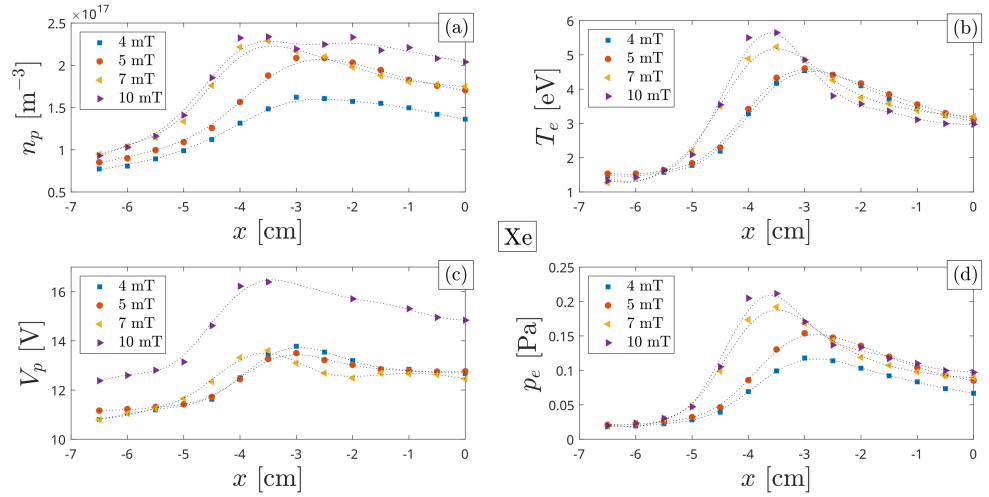 ×10¹⁷
(a)
4 mT
5 mT
7 mT
10 mT
2.5
2
1.5
1
0.5
n_p [m⁻³]
-7 -6 -5 -4 -3 -2 -1 0
x [cm]
(b)
4 mT
5 mT
7 mT
10 mT
6
5
4
3
2
1
T_e [eV]
-7 -6 -5 -4 -3 -2 -1 0
x [cm]
Xe
(c)
4 mT
5 mT
7 mT
10 mT
16
14
12
10
V_p [V]
-7 -6 -5 -4 -3 -2 -1 0
x [cm]
(d)
4 mT
5 mT
7 mT
10 mT
0.25
0.2
0.15
0.1
0.05
0
p_e [Pa]
-7 -6 -5 -4 -3 -2 -1 0
x [cm]